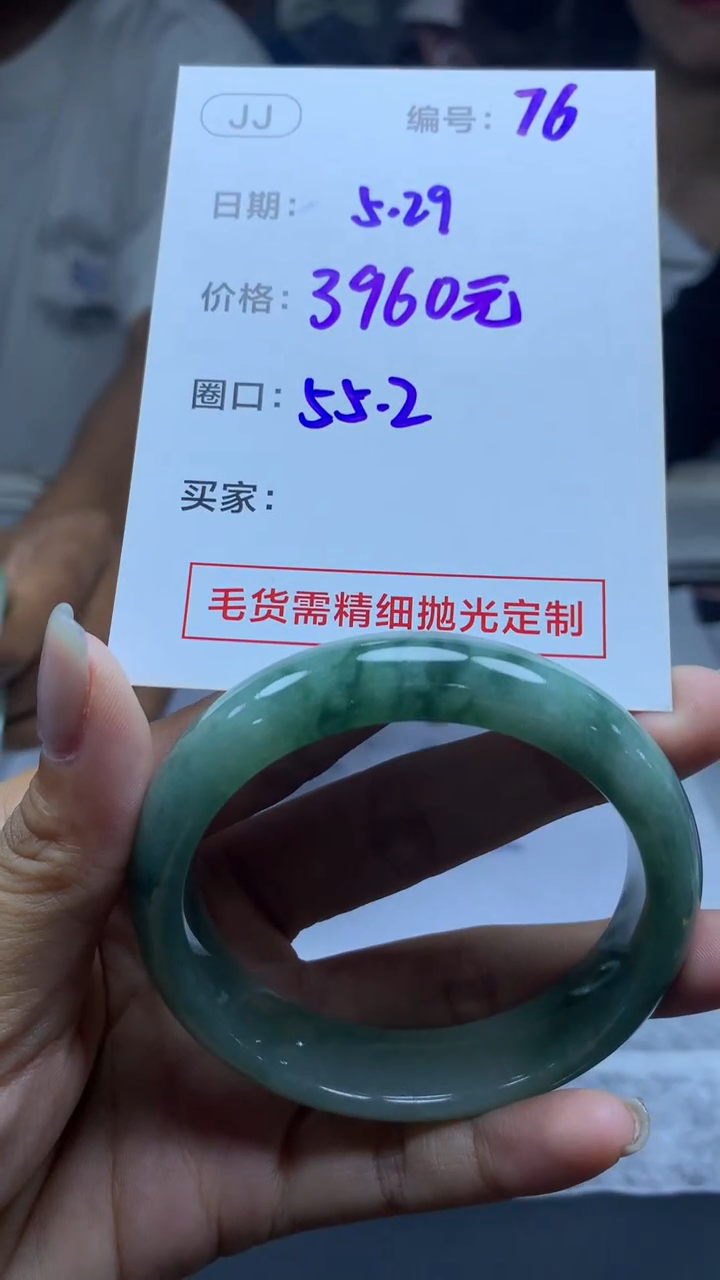 JJ 编号：76
日期：5.29
价格：3960元
圈口：55.2
买家：
毛货需精细抛光定制